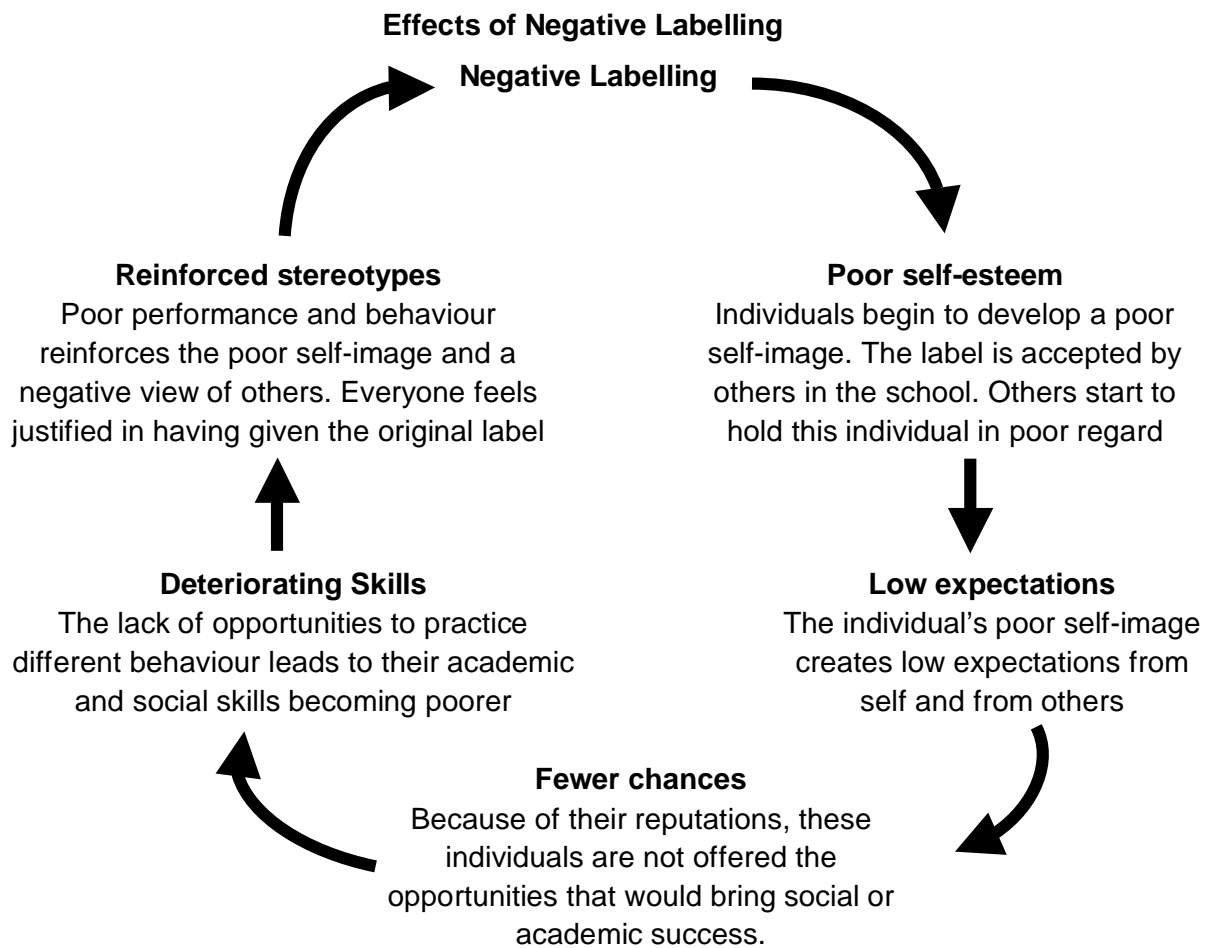 Effects of Negative Labelling
Negative Labelling
Poor self-esteem
Individuals begin to develop a poor
self-image. The label is accepted by
others in the school. Others start to
hold this individual in poor regard
Low expectations
The individual’s poor self-image
creates low expectations from
self and from others
Fewer chances
Because of their reputations, these
individuals are not offered the
opportunities that would bring social or
academic success.
Deteriorating Skills
The lack of opportunities to practice
different behaviour leads to their academic
and social skills becoming poorer
Reinforced stereotypes
Poor performance and behaviour
reinforces the poor self-image and a
negative view of others. Everyone feels
justified in having given the original label